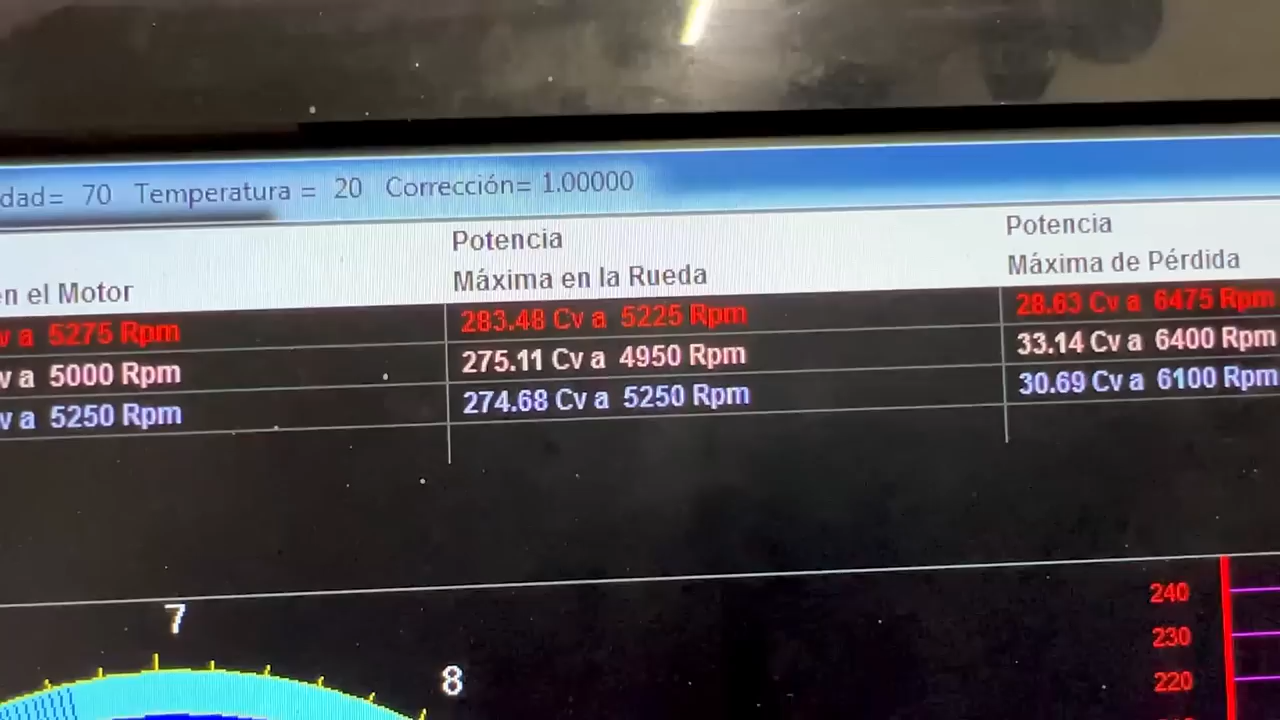 dad= 70 Temperatura = 20 Corrección= 1.00000
Potencia
Máxima en la Rueda
Potencia
Máxima de Pérdida
en el Motor
v a 5275 Rpm 283.48 Cv a 5225 Rpm 28.63 Cv a 6475 Rpm
v a 5000 Rpm 275.11 Cv a 4950 Rpm 33.14 Cv a 6400 Rpm
v a 5250 Rpm 274.68 Cv a 5250 Rpm 30.69 Cv a 6100 Rpm
7
8
240
230
220